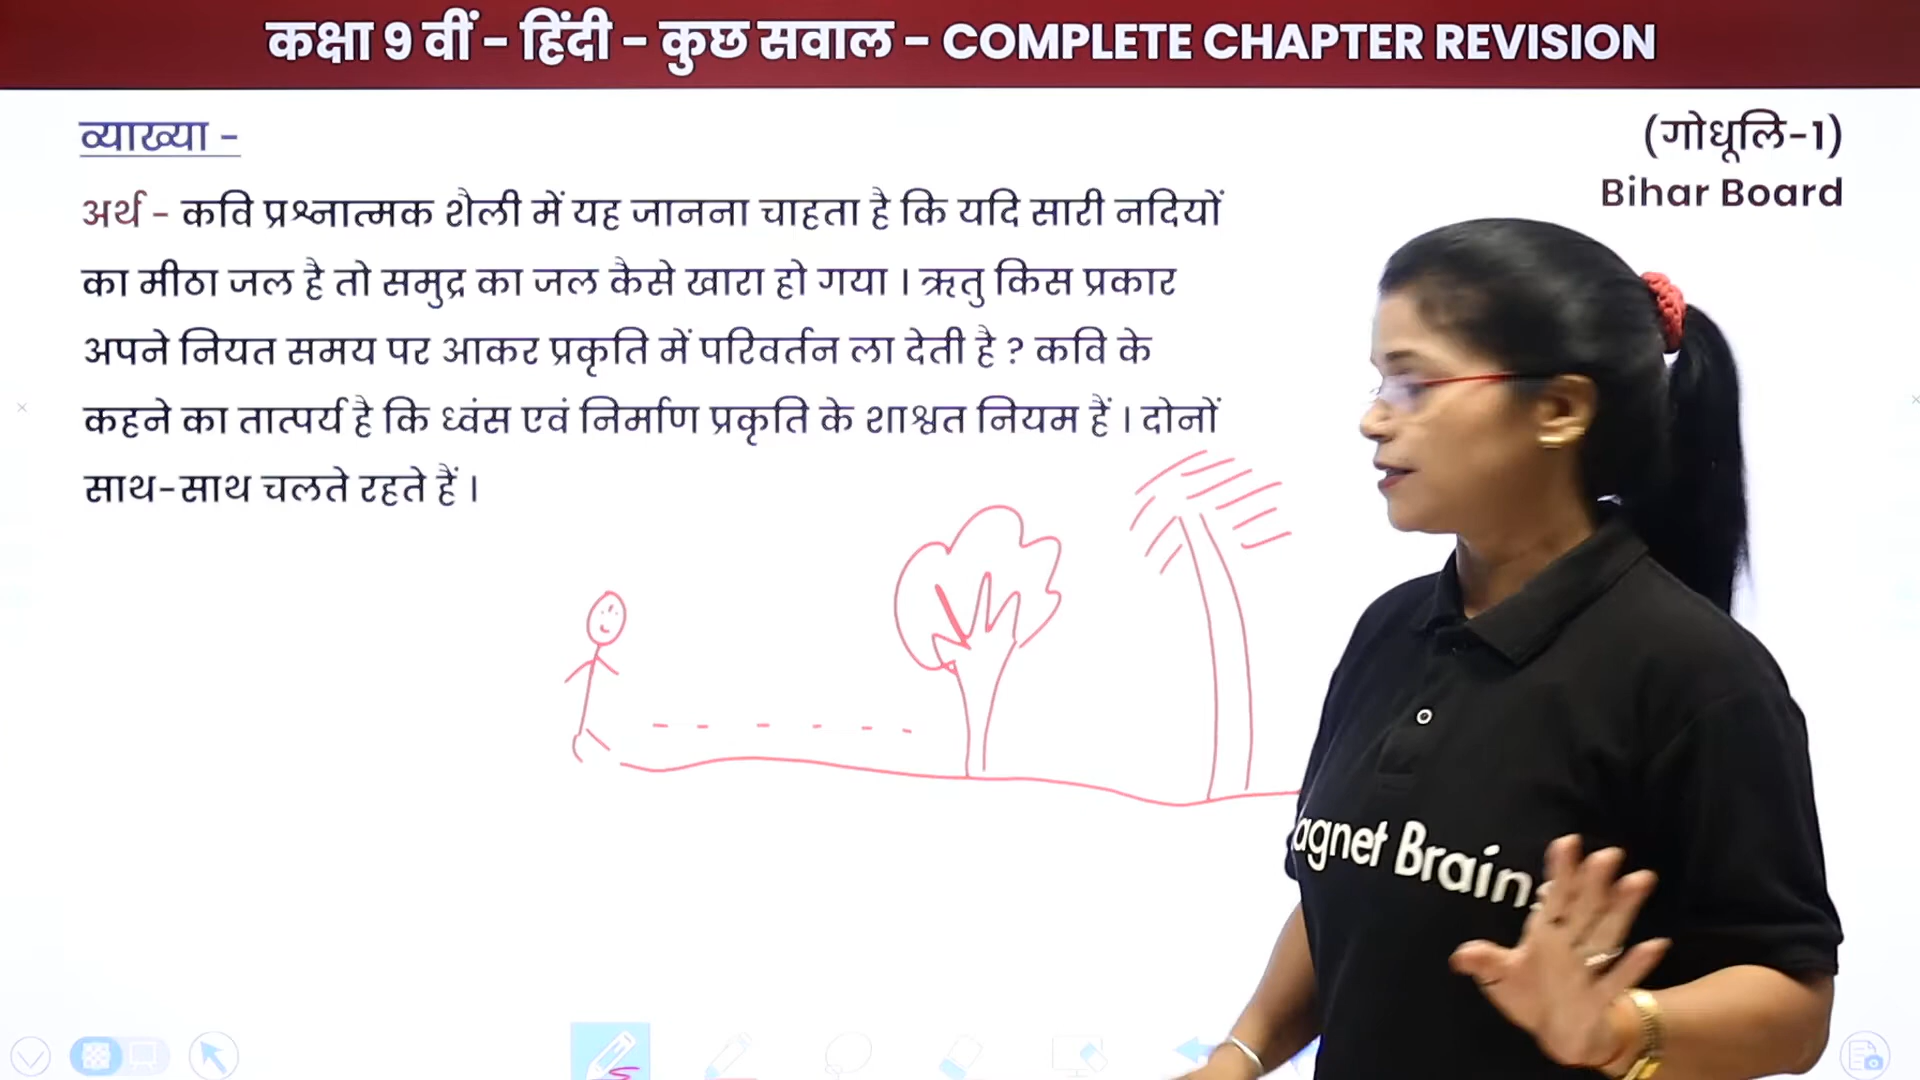 कक्षा 9 वीं - हिंदी - कुछ सवाल - COMPLETE CHAPTER REVISION
व्याख्या -
(गोधूलि-1)
Bihar Board
अर्थ - कवि प्रश्नात्मक शैली में यह जानना चाहता है कि यदि सारी नदियों
का मीठा जल है तो समुद्र का जल कैसे खारा हो गया । ऋतु किस प्रकार
अपने नियत समय पर आकर प्रकृति में परिवर्तन ला देती है ? कवि के
कहने का तात्पर्य है कि ध्वंस एवं निर्माण प्रकृति के शाश्वत नियम हैं । दोनों
साथ-साथ चलते रहते हैं ।
agnet Brains